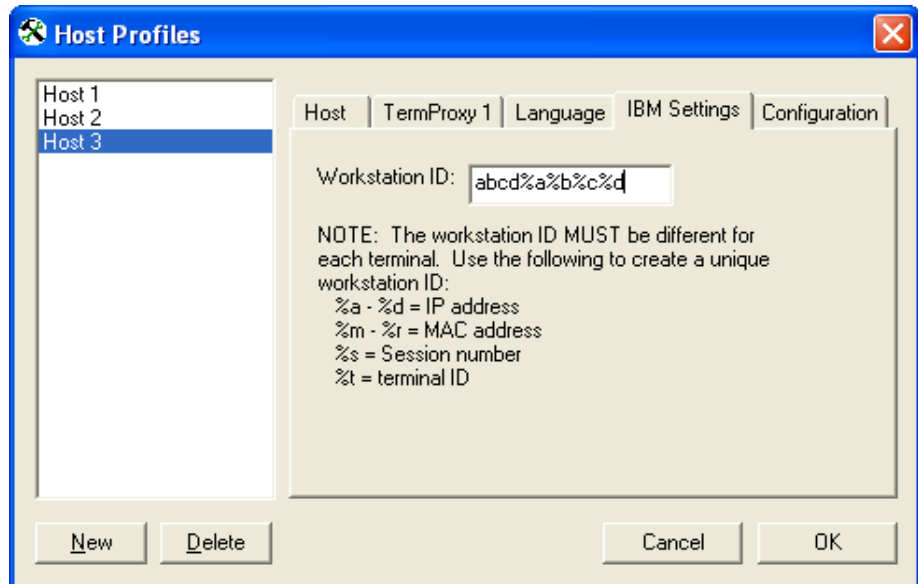 Host Profiles
Host 1
Host 2
Host 3
Host
TermProxy 1
Language
IBM Settings
Configuration
Workstation ID: abcd%a%b%c%d
NOTE:  The workstation ID MUST be different for
each terminal.  Use the following to create a unique
workstation ID:
%a - %d = IP address
%m - %r = MAC address
%s = Session number
%t = terminal ID
New
Delete
Cancel
OK